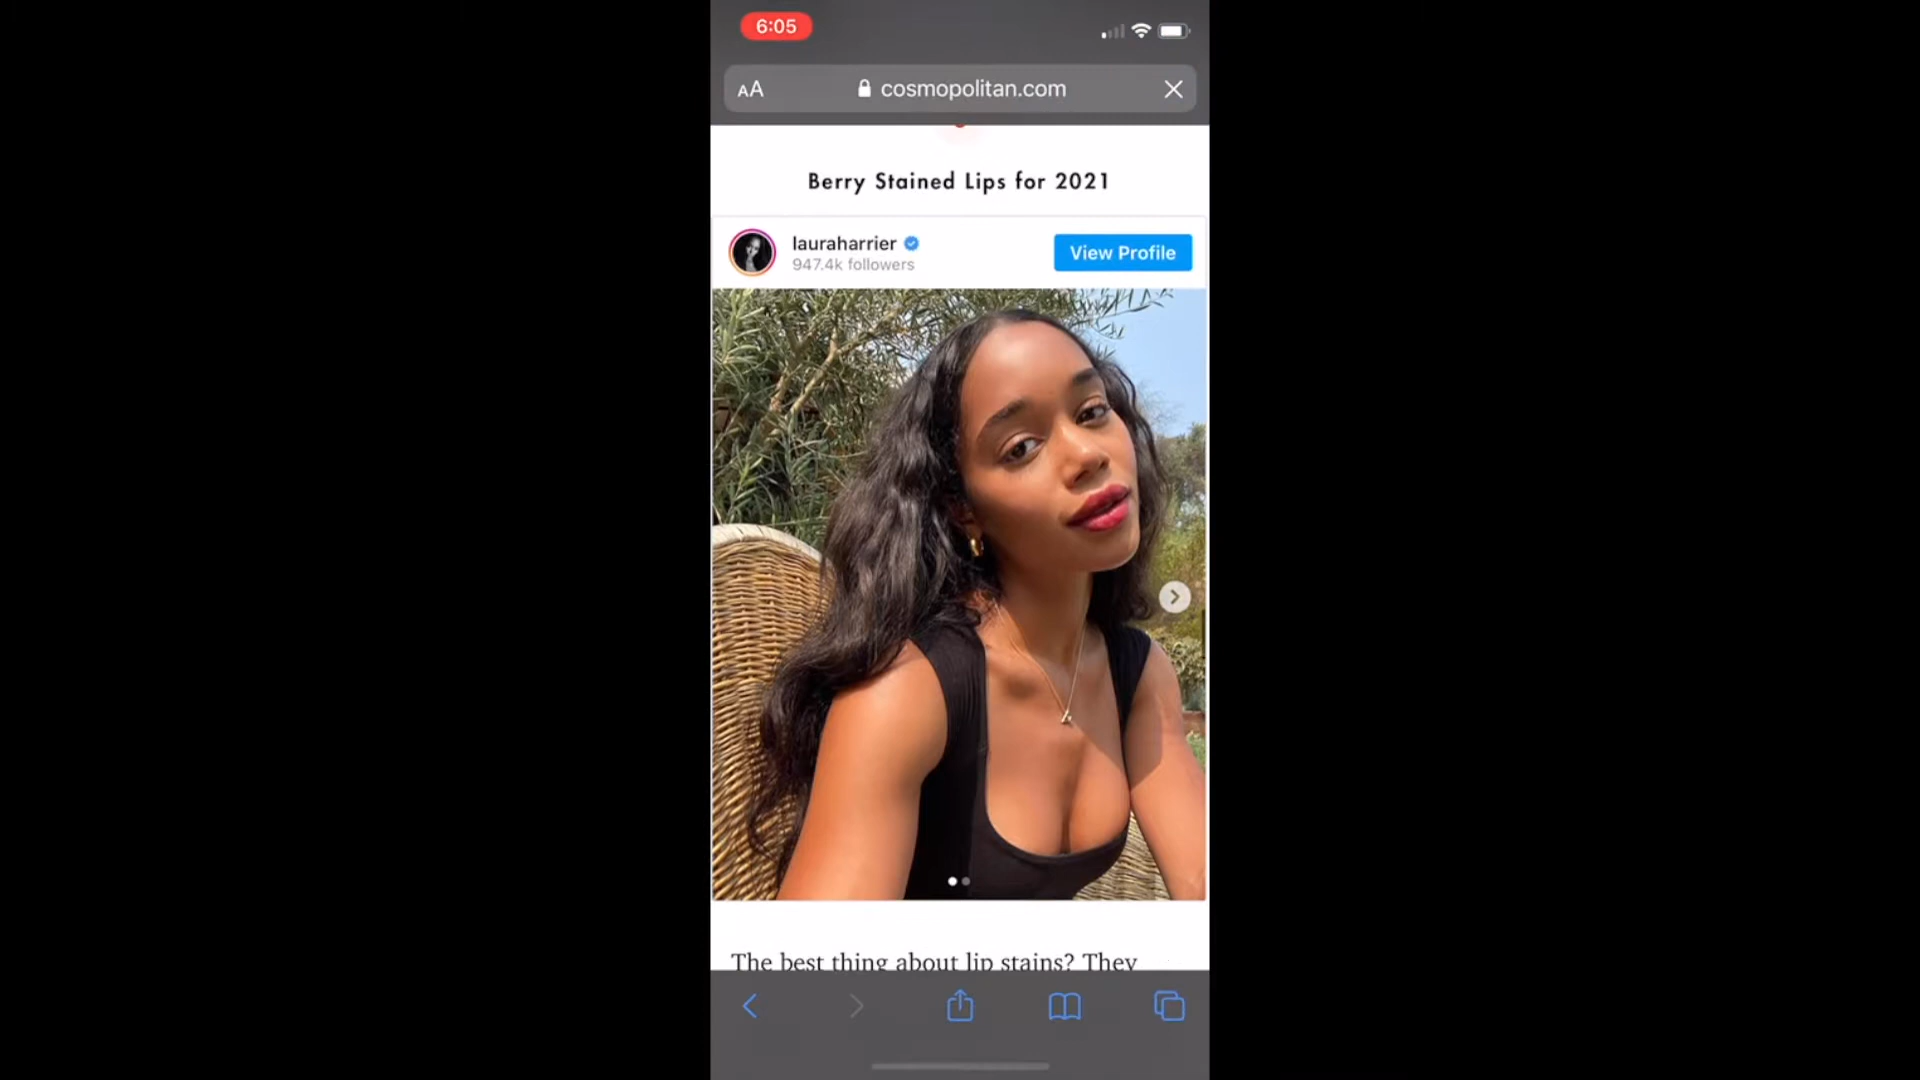 6:05
AA
cosmopolitan.com
Berry Stained Lips for 2021
lauraharrier
947.4k followers
View Profile
The best thing about lip stains? They